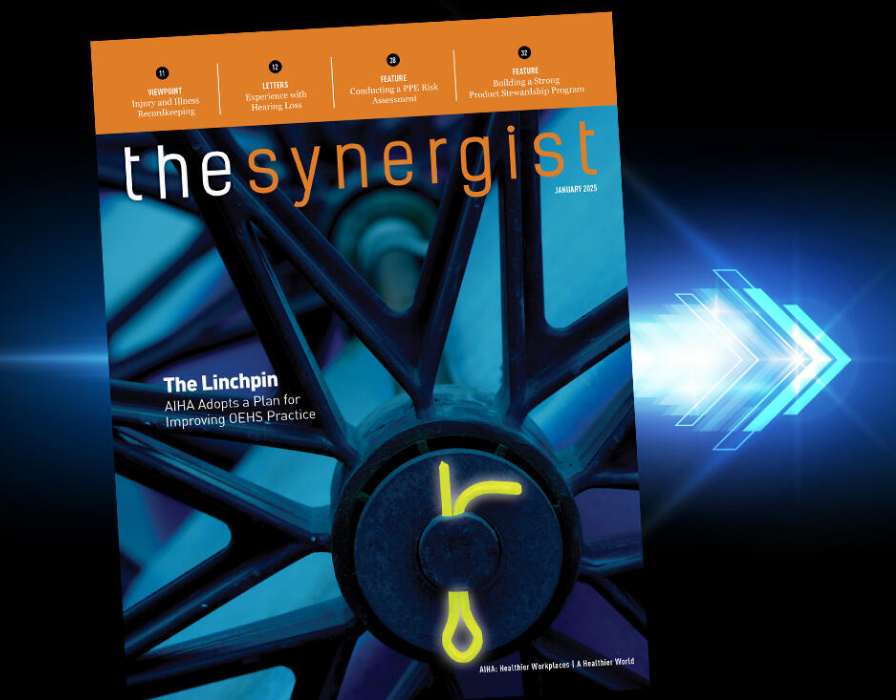 11
VIEWPOINT
Injury and Illness
Recordkeeping
12
LETTERS
Experience with
Hearing Loss
28
FEATURE
Conducting a PPE Risk
Assessment
32
FEATURE
Building a Strong
Product Stewardship Program
thesynergist
JANUARY 2025
The Linchpin
AIHA Adopts a Plan for
Improving OEHS Practice
AIHA: Healthier Workplaces | A Healthier World